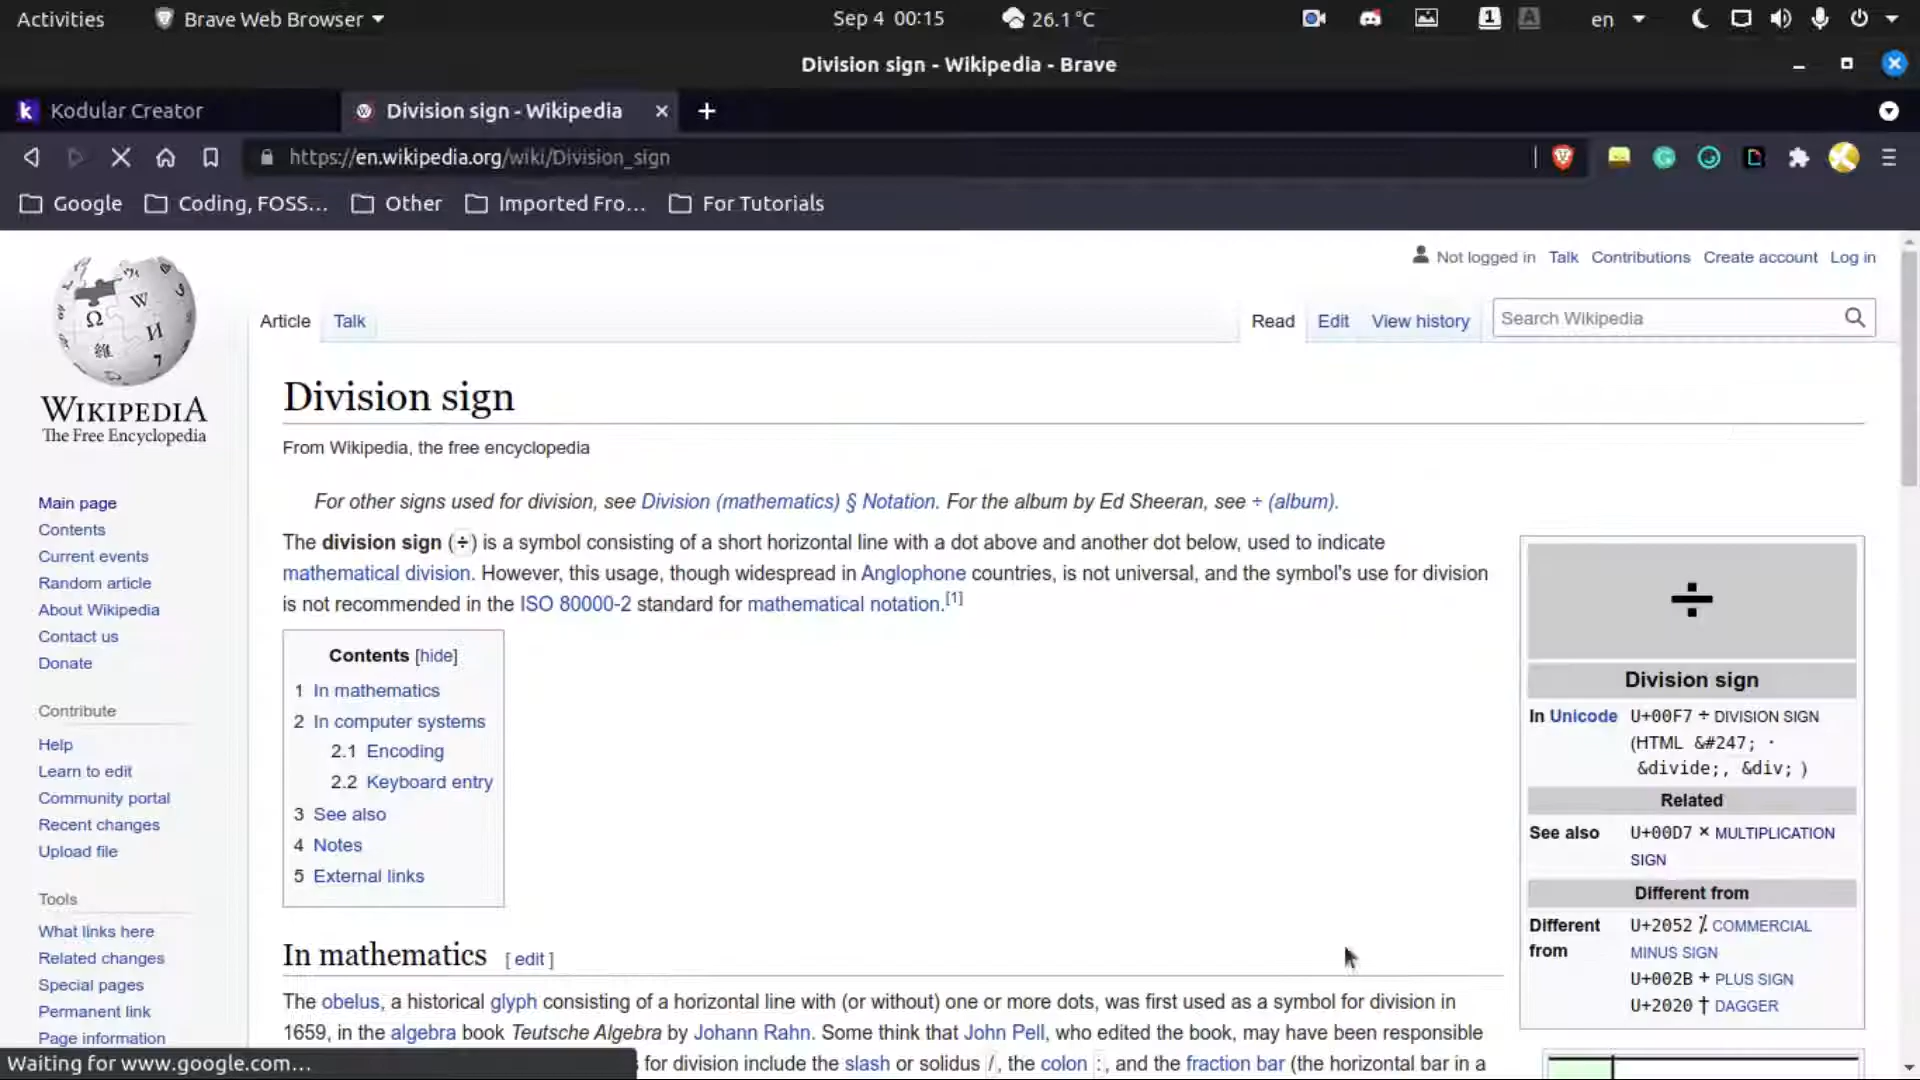 Activities
Brave Web Browser
Sep 4 00:15
26.1 °C
1
A
en
Division sign - Wikipedia - Brave
k Kodular Creator
Division sign - Wikipedia
https://en.wikipedia.org/wiki/Division_sign
Google
Coding, FOSS...
Other
Imported Fro...
For Tutorials
Not logged in Talk Contributions Create account Log in
WIKIPEDIA
The Free Encyclopedia
Article Talk
Read Edit View history
Search Wikipedia
Division sign
From Wikipedia, the free encyclopedia
For other signs used for division, see Division (mathematics) § Notation. For the album by Ed Sheeran, see ÷ (album).
The division sign (÷) is a symbol consisting of a short horizontal line with a dot above and another dot below, used to indicate
mathematical division. However, this usage, though widespread in Anglophone countries, is not universal, and the symbol's use for division
is not recommended in the ISO 80000-2 standard for mathematical notation.[1]
Main page
Contents
Current events
Random article
About Wikipedia
Contact us
Donate
Contribute
Help
Learn to edit
Community portal
Recent changes
Upload file
Tools
What links here
Related changes
Special pages
Permanent link
Page information
Contents [hide]
1 In mathematics
2 In computer systems
2.1 Encoding
2.2 Keyboard entry
3 See also
4 Notes
5 External links
÷
Division sign
In Unicode U+00F7 ÷ DIVISION SIGN
(HTML &#247; ·
&divide;, &div; )
Related
See also U+00D7 × MULTIPLICATION
SIGN
Different from
Different from
U+2052 ⁒ COMMERCIAL
MINUS SIGN
U+002B + PLUS SIGN
U+2020 † DAGGER
In mathematics [ edit ]
The obelus, a historical glyph consisting of a horizontal line with (or without) one or more dots, was first used as a symbol for division in
1659, in the algebra book Teutsche Algebra by Johann Rahn. Some think that John Pell, who edited the book, may have been responsible
for division include the slash or solidus /, the colon :, and the fraction bar (the horizontal bar in a
Waiting for www.google.com...